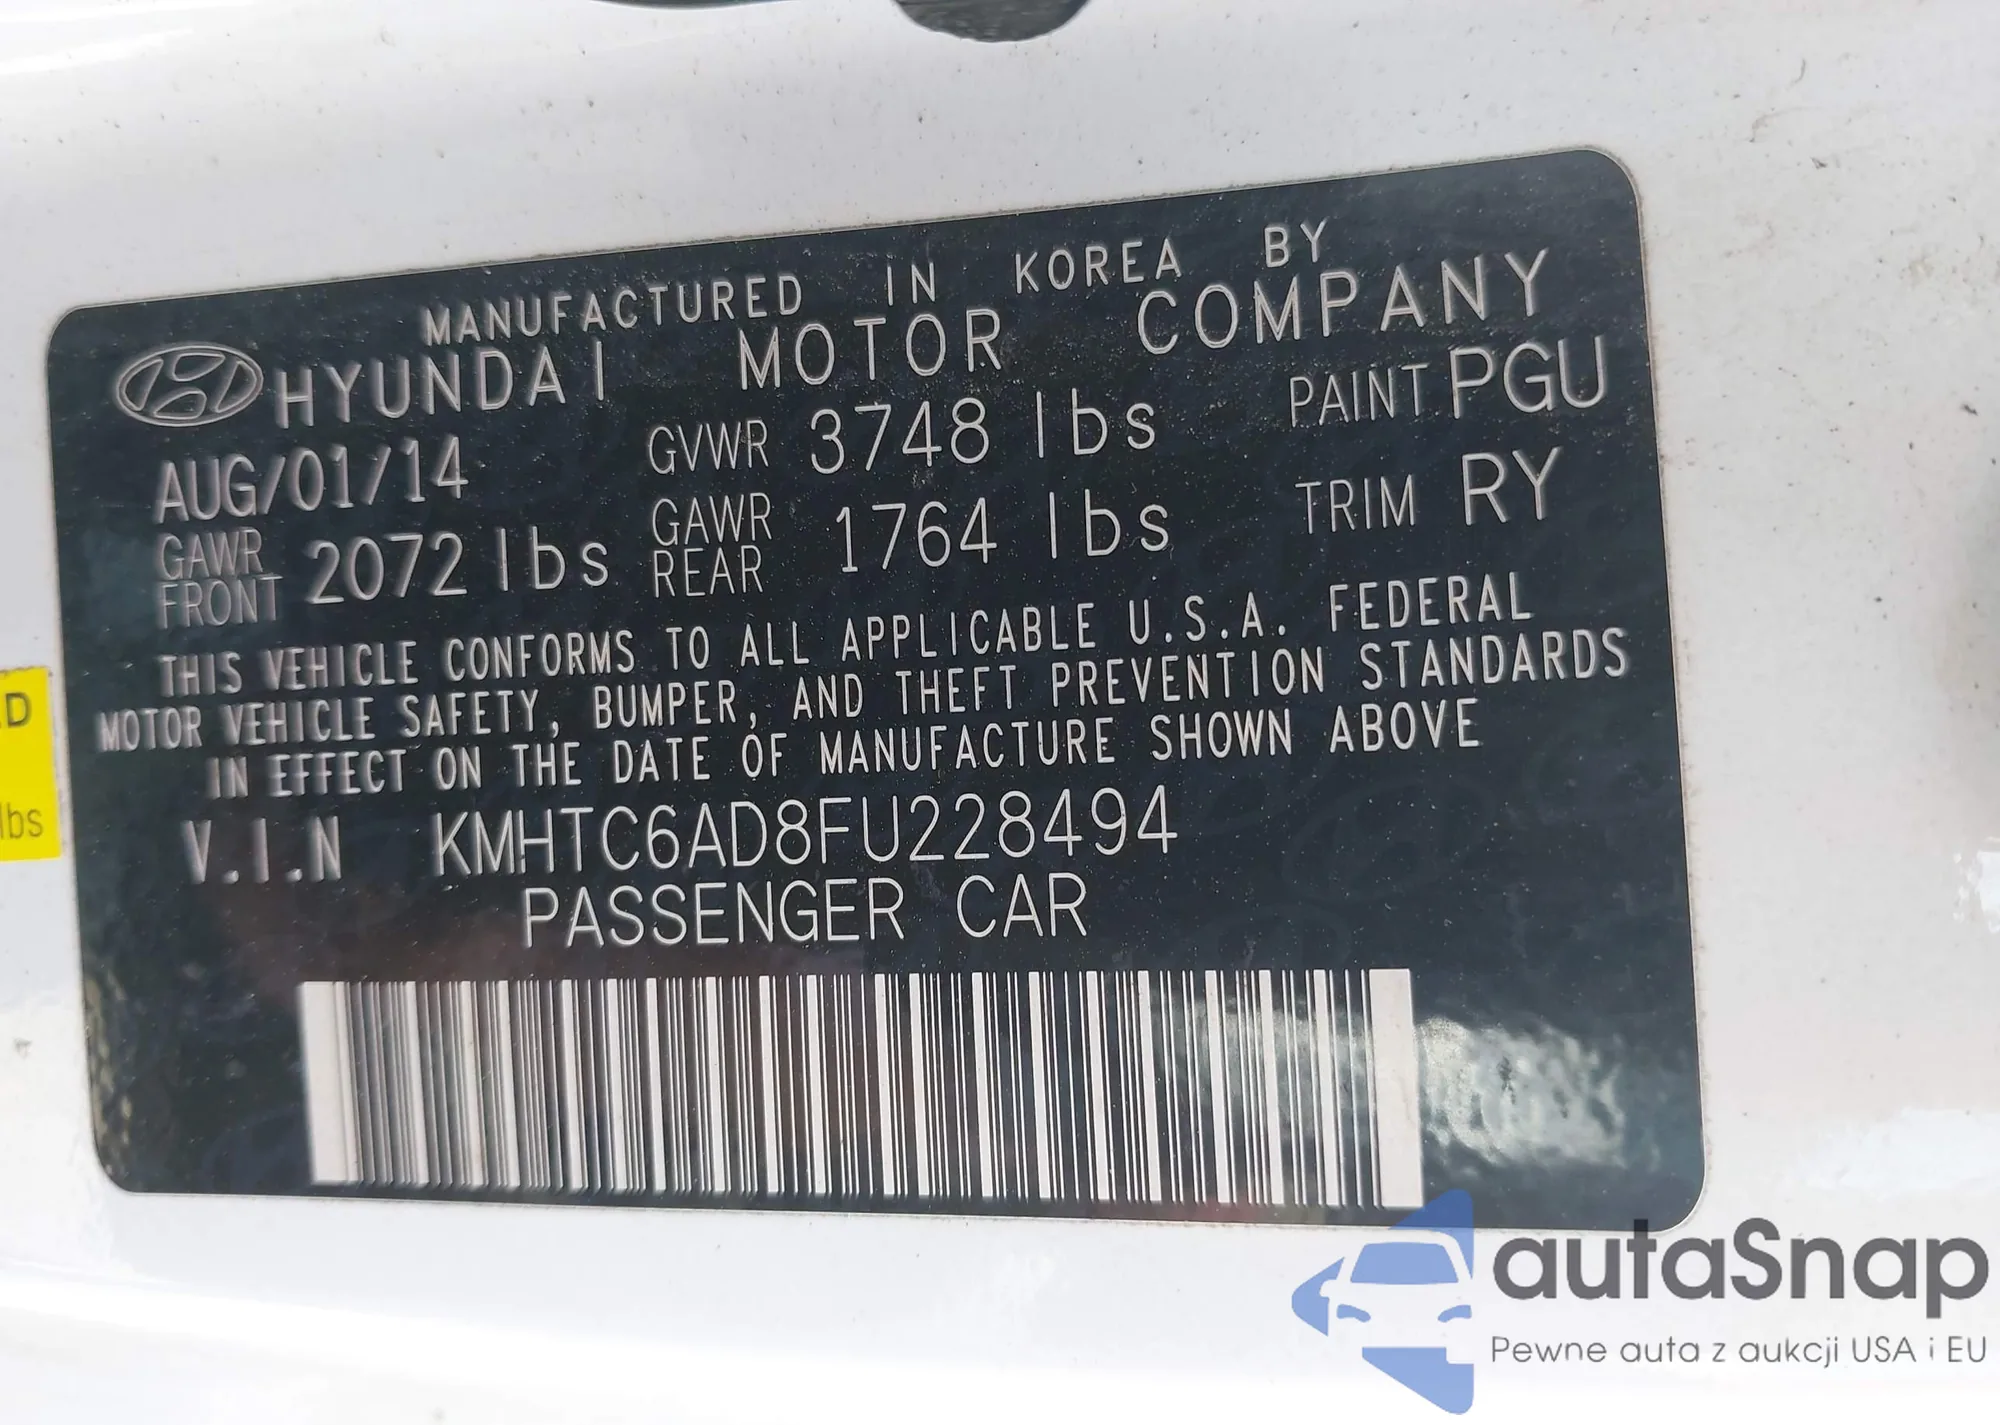 MANUFACTURED IN KOREA BY
HYUNDAI MOTOR COMPANY
AUG/01/14 GVWR 3748 lbs PAINT PGU
GAWR FRONT 2072 lbs GAWR REAR 1764 lbs TRIM RY
THIS VEHICLE CONFORMS TO ALL APPLICABLE U.S.A. FEDERAL
MOTOR VEHICLE SAFETY, BUMPER, AND THEFT PREVENTION STANDARDS
IN EFFECT ON THE DATE OF MANUFACTURE SHOWN ABOVE
V.I.N KMHTC6AD8FU228494
PASSENGER CAR
lbs
autaSnap
Pewne auta z aukcji USA i EU